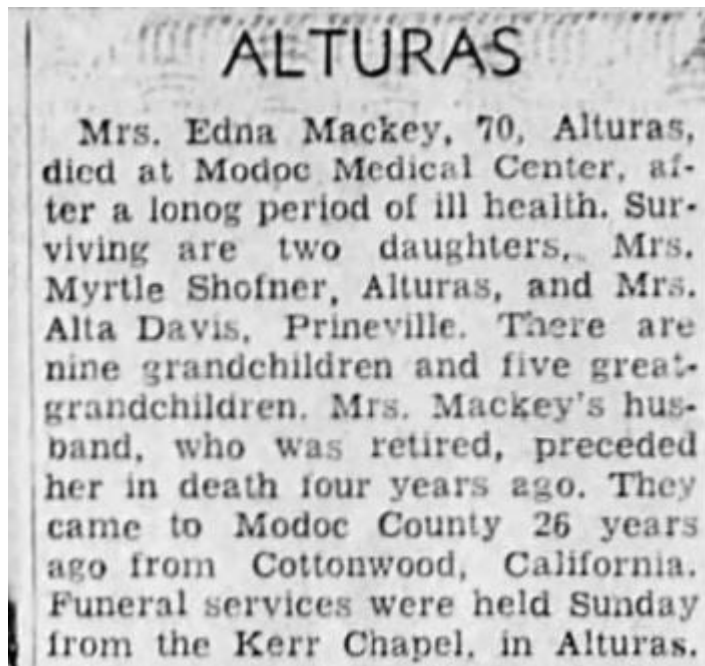 ALTURAS
Mrs. Edna Mackey, 70, Alturas,
died at Modoc Medical Center, af-
ter a lonog period of ill health. Sur-
viving are two daughters, Mrs.
Myrtle Shofner, Alturas, and Mrs.
Alta Davis, Prineville. There are
nine grandchildren and five great-
grandchildren. Mrs. Mackey's hus-
band, who was retired, preceded
her in death four years ago. They
came to Modoc County 26 years
ago from Cottonwood, California.
Funeral services were held Sunday
from the Kerr Chapel, in Alturas.